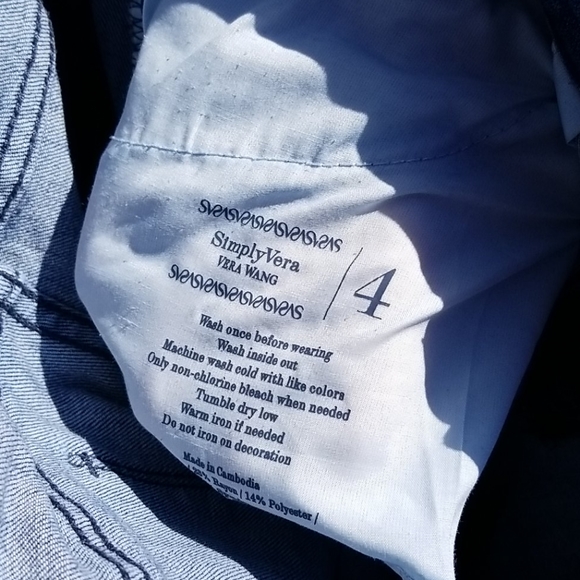 SimplyVera
VERA WANG
4
Wash once before wearing
Wash inside out
Machine wash cold with like colors
Only non-chlorine bleach when needed
Tumble dry low
Warm iron if needed
Do not iron on decoration
Made in Cambodia
Rayon / 14% Polyester /